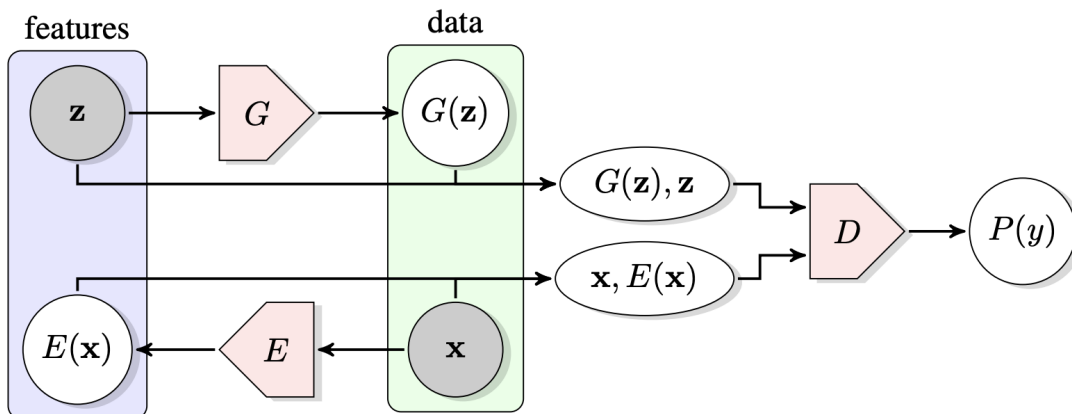 features
data
z
G
G(z)
G(z), z
D
P(y)
x, E(x)
E(x)
E
x